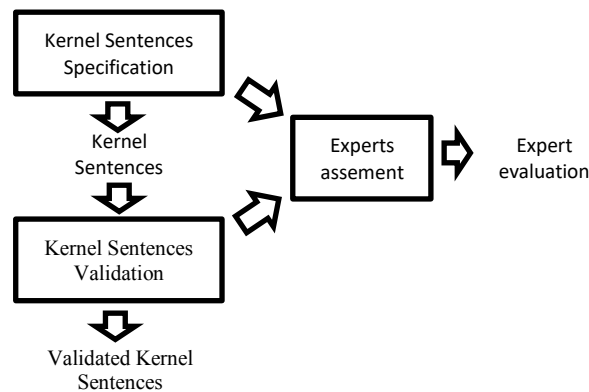 Kernel Sentences
Specification
Kernel
Sentences
Experts
assement
Expert
evaluation
Kernel Sentences
Validation
Validated Kernel
Sentences